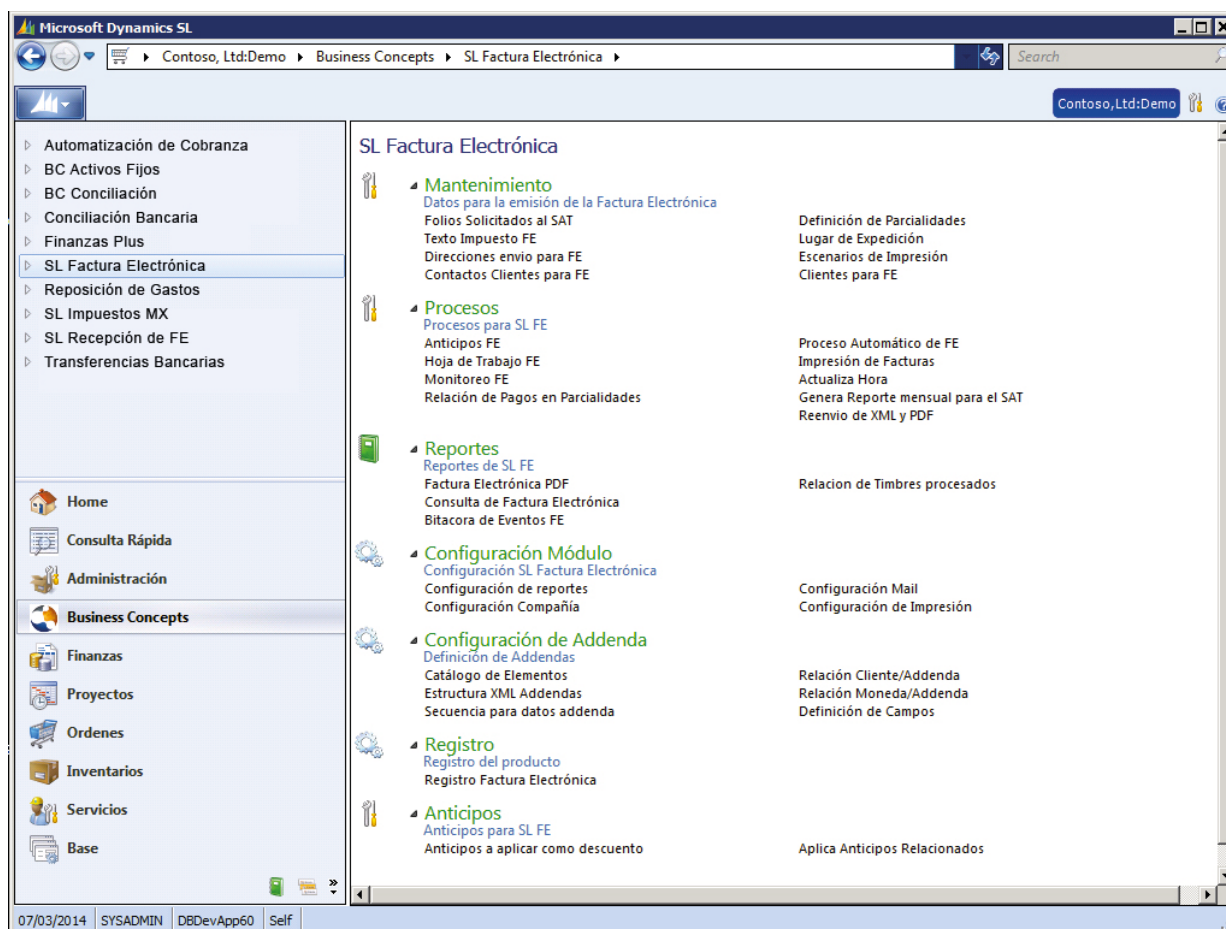 Microsoft Dynamics SL
Contoso, Ltd:Demo Business Concepts SL Factura Electrónica
Search
Contoso,Ltd:Demo
Automatización de Cobranza
BC Activos Fijos
BC Conciliación
Conciliación Bancaria
Finanzas Plus
SL Factura Electrónica
Reposición de Gastos
SL Impuestos MX
SL Recepción de FE
Transferencias Bancarias
Home
Consulta Rápida
Administración
Business Concepts
Finanzas
Proyectos
Ordenes
Inventarios
Servicios
Base
SL Factura Electrónica
Mantenimiento
Datos para la emisión de la Factura Electrónica
Folios Solicitados al SAT
Texto Impuesto FE
Direcciones envio para FE
Contactos Clientes para FE
Definición de Parcialidades
Lugar de Expedición
Escenarios de Impresión
Clientes para FE
Procesos
Procesos para SL FE
Anticipos FE
Hoja de Trabajo FE
Monitoreo FE
Relación de Pagos en Parcialidades
Proceso Automático de FE
Impresión de Facturas
Actualiza Hora
Genera Reporte mensual para el SAT
Reenvio de XML y PDF
Reportes
Reportes de SL FE
Factura Electrónica PDF
Consulta de Factura Electrónica
Bitacora de Eventos FE
Relacion de Timbres procesados
Configuración Módulo
Configuración SL Factura Electrónica
Configuración de reportes
Configuración Compañía
Configuración Mail
Configuración de Impresión
Configuración de Addenda
Definición de Addendas
Catálogo de Elementos
Estructura XML Addendas
Secuencia para datos addenda
Relación Cliente/Addenda
Relación Moneda/Addenda
Definición de Campos
Registro
Registro del producto
Registro Factura Electrónica
Anticipos
Anticipos para SL FE
Anticipos a aplicar como descuento
Aplica Anticipos Relacionados
07/03/2014 SYSADMIN DBDevApp60 Self